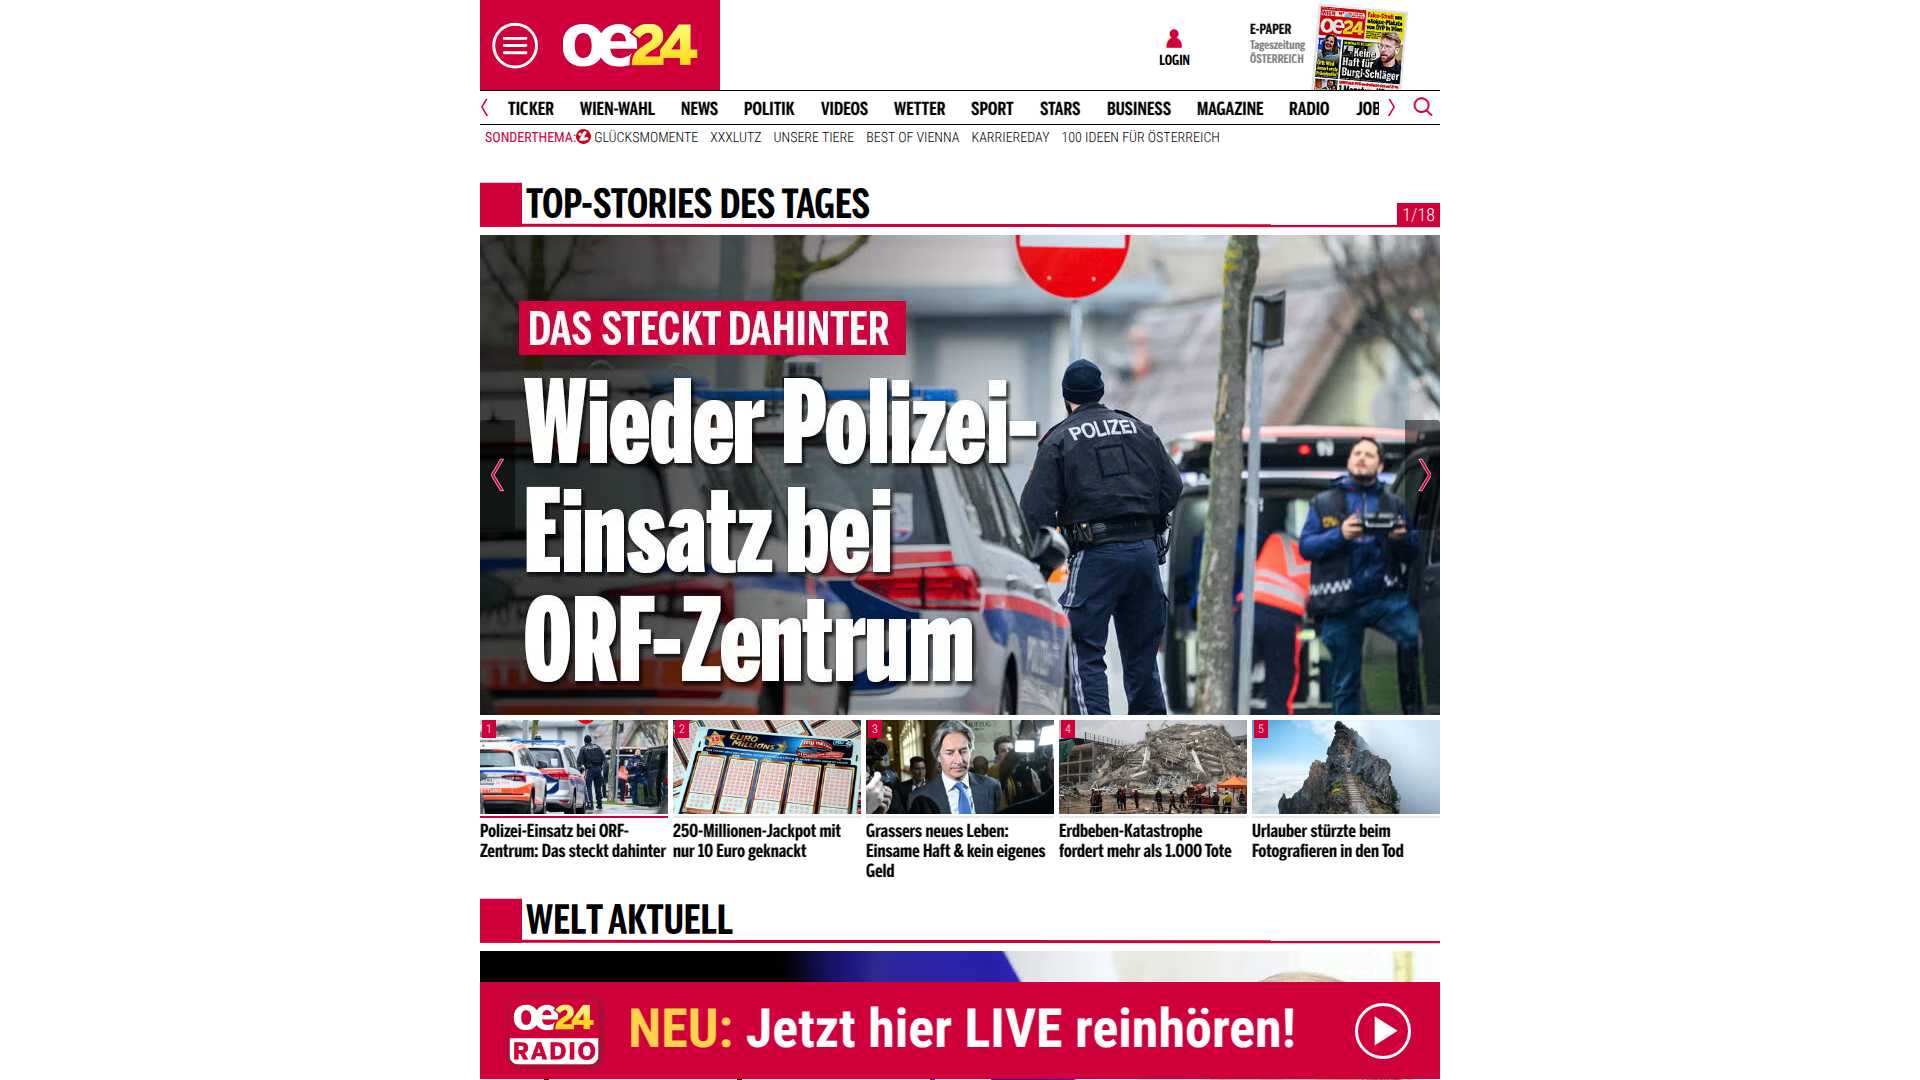 oe24
LOGIN
E-PAPER
Tageszeitung
ÖSTERREICH
oe24
Keine
Haft für
Burgi-Schläger
TICKER WIEN-WAHL NEWS POLITIK VIDEOS WETTER SPORT STARS BUSINESS MAGAZINE RADIO JOB
SONDERTHEMA: GLÜCKSMOMENTE XXXLUTZ UNSERE TIERE BEST OF VIENNA KARRIEREDAY 100 IDEEN FÜR ÖSTERREICH
TOP-STORIES DES TAGES
1/18
DAS STECKT DAHINTER
Wieder Polizei-
Einsatz bei
ORF-Zentrum
POLIZEI
1
2
3
4
5
EURO
MILLIONS
Polizei-Einsatz bei ORF-
Zentrum: Das steckt dahinter
250-Millionen-Jackpot mit
nur 10 Euro geknackt
Grassers neues Leben:
Einsame Haft & kein eigenes
Geld
Erdbeben-Katastrophe
fordert mehr als 1.000 Tote
Urlauber stürzte beim
Fotografieren in den Tod
WELT AKTUELL
oe24
RADIO
NEU: Jetzt hier LIVE reinhören!